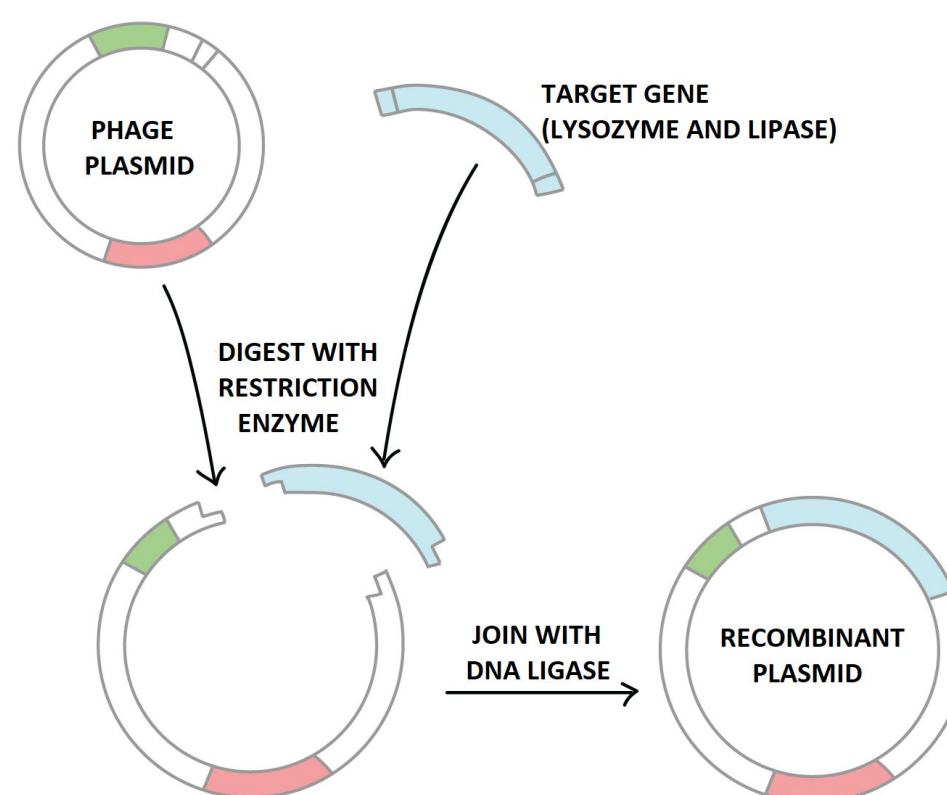 PHAGE
PLASMID
TARGET GENE
(LYSOZYME AND LIPASE)
DIGEST WITH
RESTRICTION
ENZYME
JOIN WITH
DNA LIGASE
RECOMBINANT
PLASMID